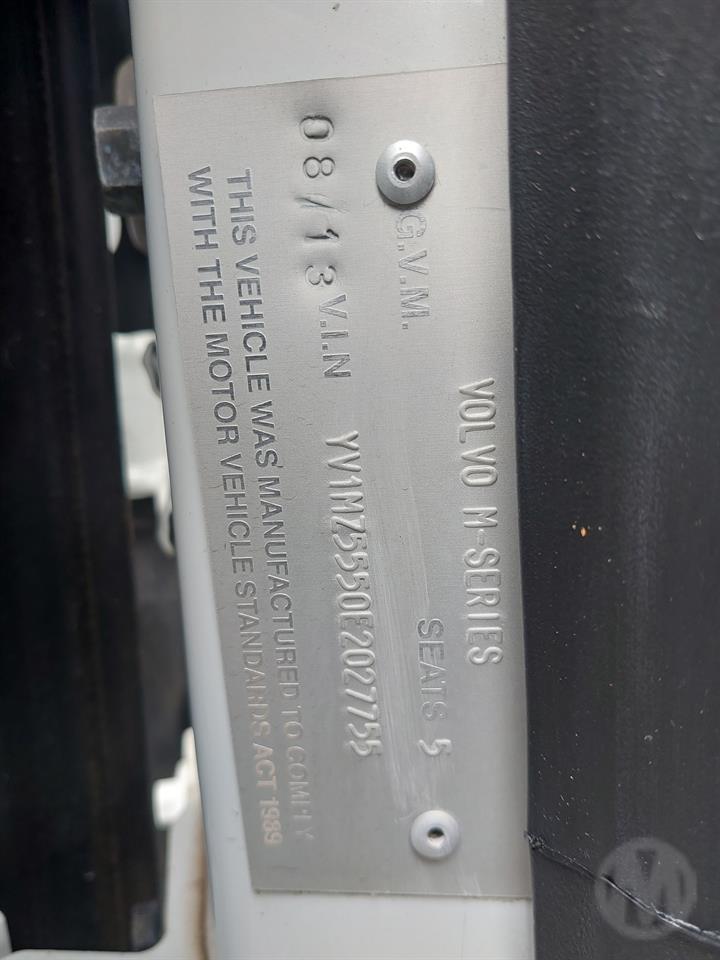 VOLVO M-SERIES
G.V.M. SEATS 5
08/13 V.I.N YV1MZ5550E2027755
THIS VEHICLE WAS MANUFACTURED TO COMPLY
WITH THE MOTOR VEHICLE STANDARDS ACT 1989
M